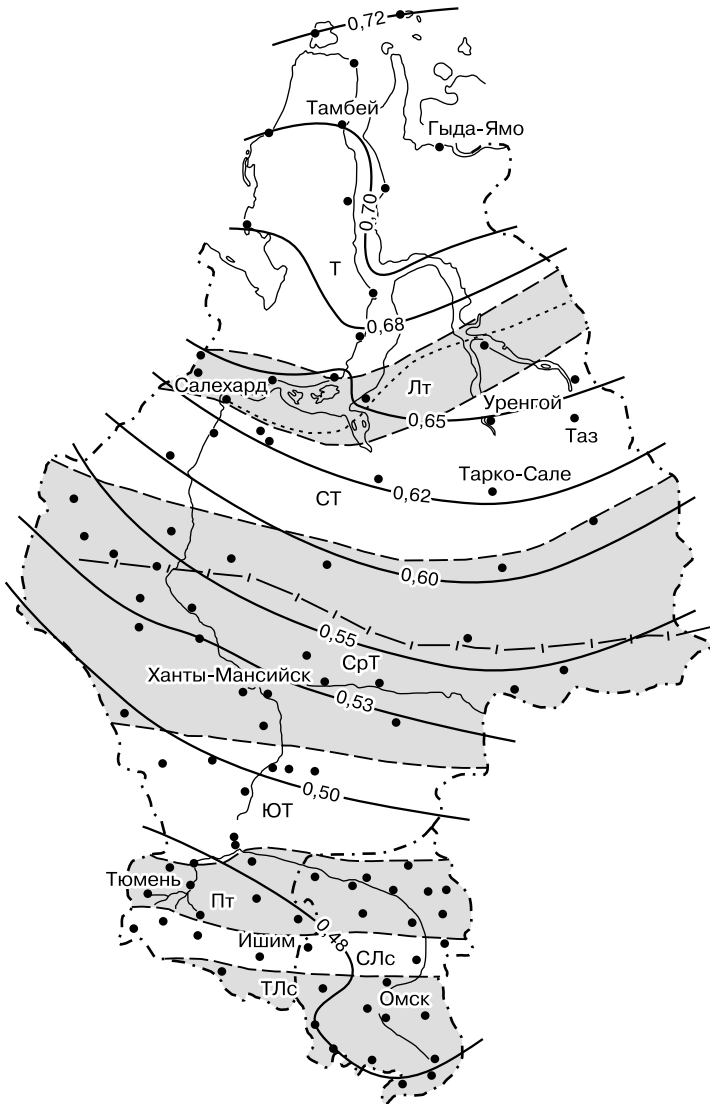 0,72
Тамбей
Гыда-Ямо
0,70
Т
0,68
Салехард
Лт
Уренгой
0,65
Таз
Тарко-Сале
СТ
0,62
0,60
0,55
СрТ
Ханты-Мансийск
0,53
0,50
ЮТ
Тюмень
Пт
Ишим
0,48
СЛс
ТЛс
Омск